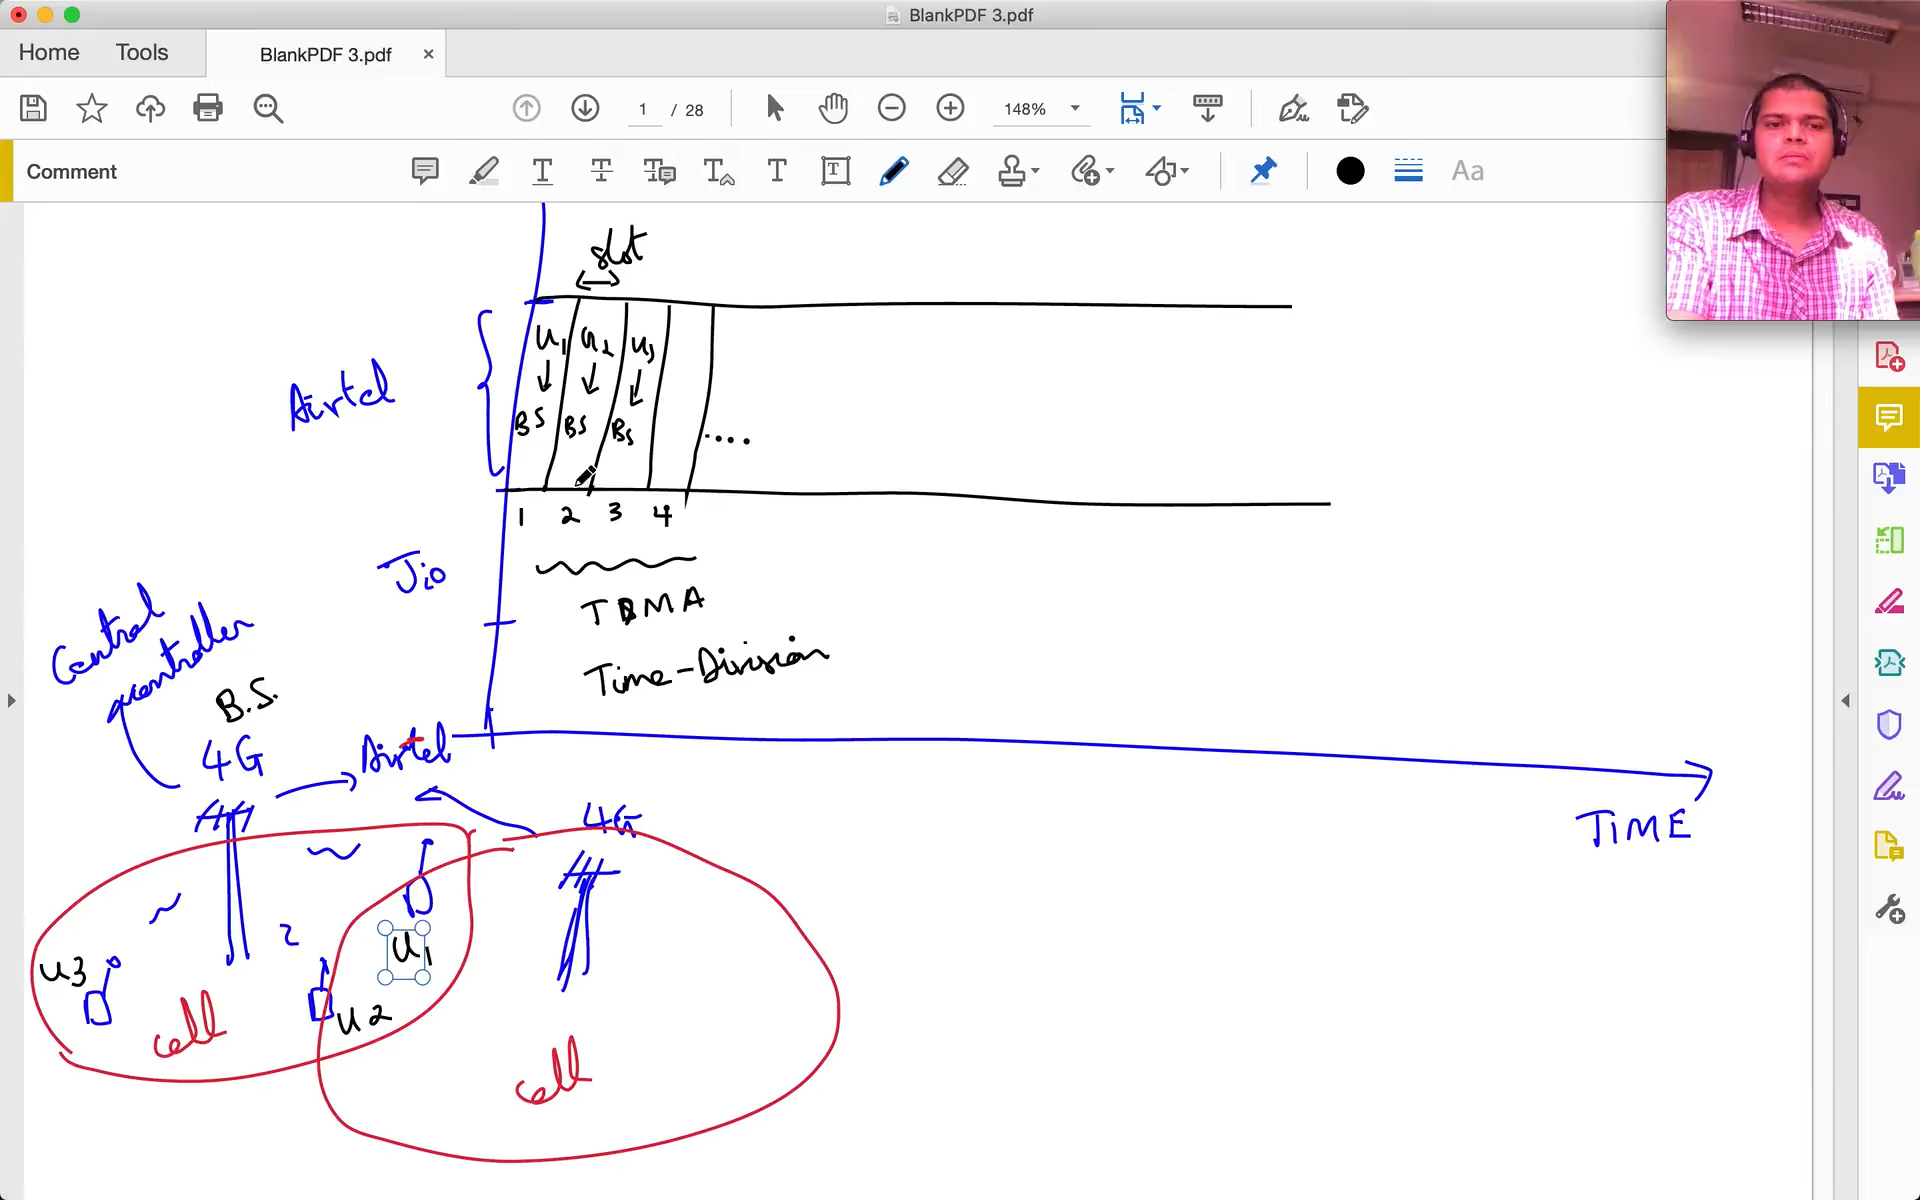 BlankPDF 3.pdf
Home Tools BlankPDF 3.pdf ×
1 / 28 148%
Comment
T T T T T T Aa
slot
Airtel
U1 U2 U3
BS BS BS ....
1 2 3 4
Jio
TDMA
Time-Division
Central
controller
B.S.
4G
Airtel
4G
TIME
U3
U1
U2
cell
cell